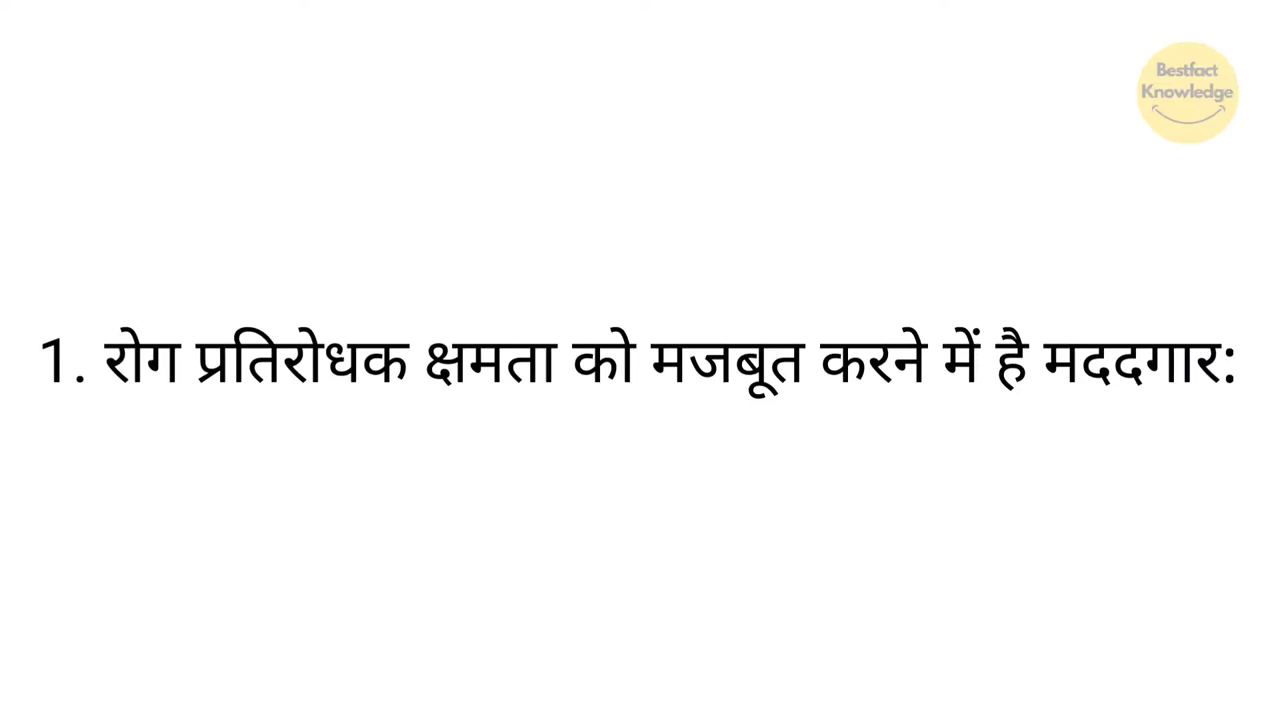 Bestfact
Knowledge
1. रोग प्रतिरोधक क्षमता को मजबूत करने में है मददगार: